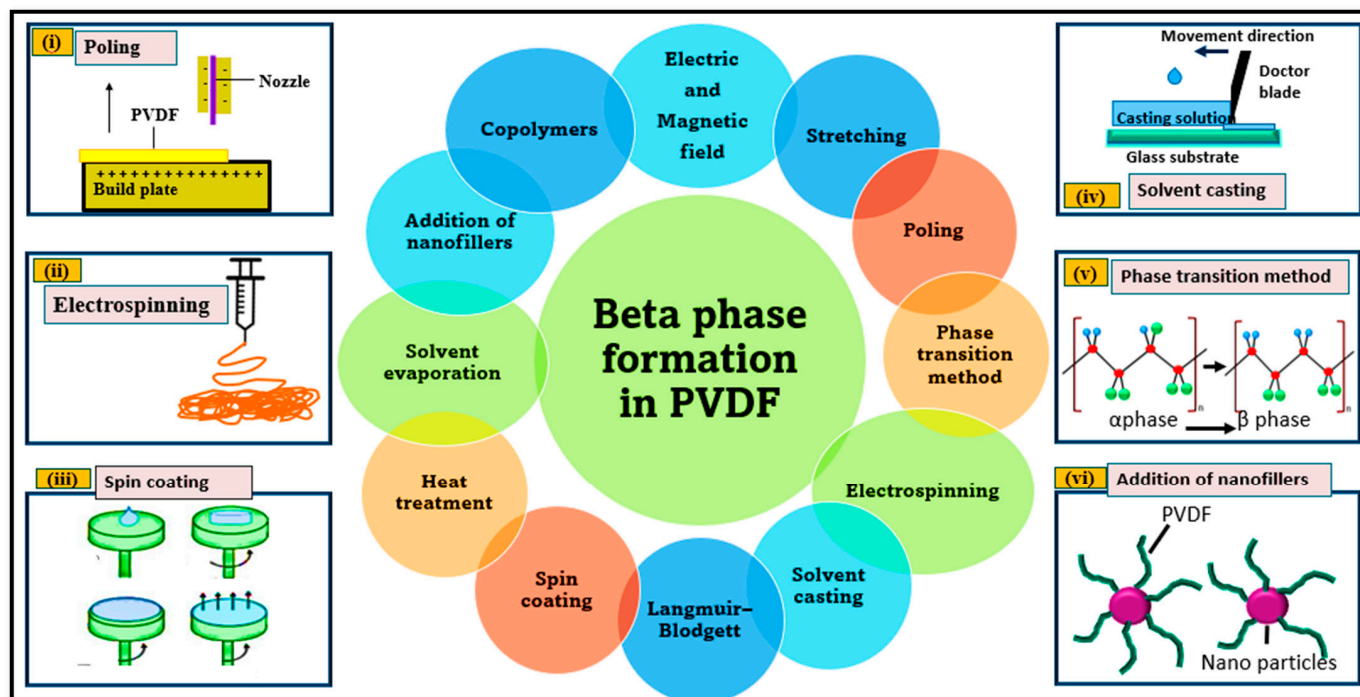 (i)
Poling
Nozzle
PVDF
- - - - - -
+ + + + + + + + + + + + + +
Build plate
(ii)
Electrospinning
(iii)
Spin coating
Electric
and
Magnetic
field
Stretching
Poling
Phase
transition
method
Electrospinning
Solvent
casting
Langmuir–
Blodgett
Spin
coating
Heat
treatment
Solvent
evaporation
Addition of
nanofillers
Copolymers
Beta phase
formation
in PVDF
Movement direction
Doctor
blade
Casting solution
Glass substrate
(iv)
Solvent casting
(v)
Phase transition method
n
n
αphase
β phase
(vi)
Addition of nanofillers
PVDF
Nano particles